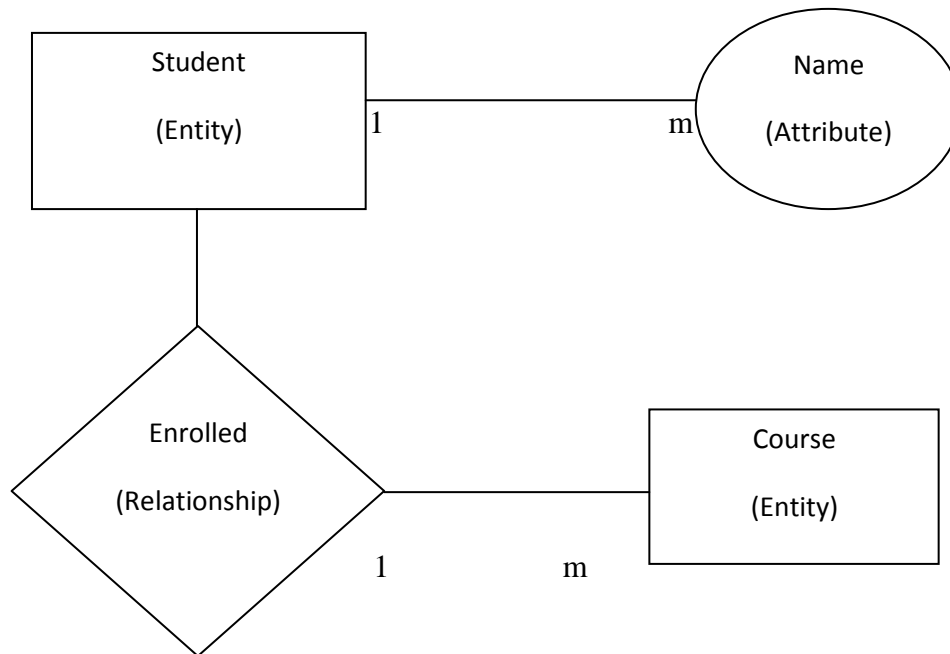 Student
(Entity)
Name
(Attribute)
1 m
Enrolled
(Relationship)
Course
(Entity)
1 m